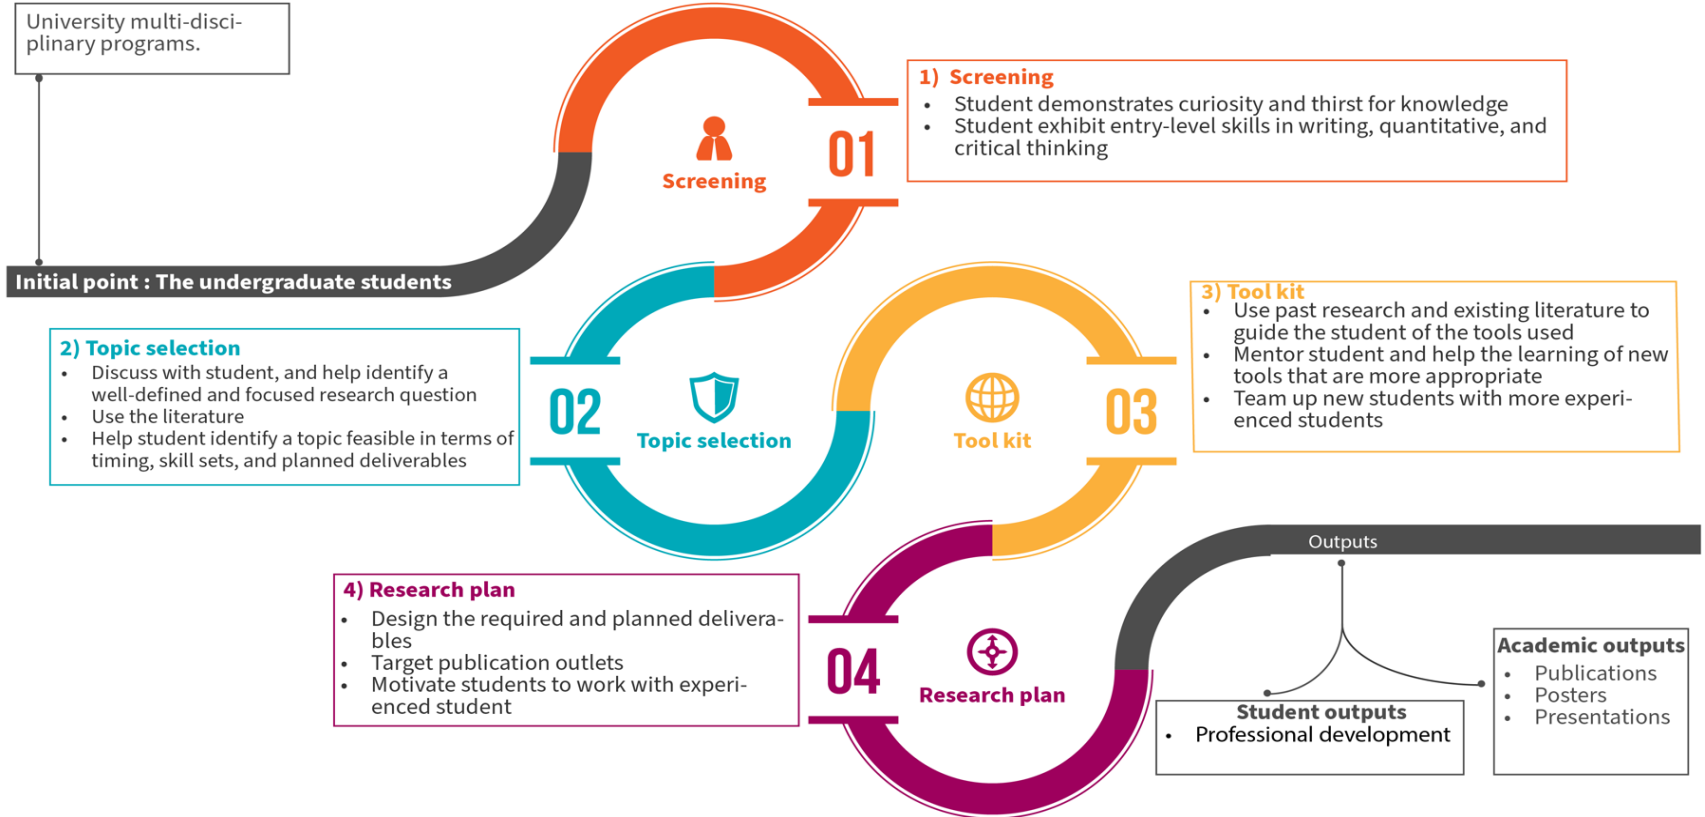 University multi-disci-
plinary programs.
Initial point : The undergraduate students
01
Screening
1) Screening
• Student demonstrates curiosity and thirst for knowledge
• Student exhibit entry-level skills in writing, quantitative, and
critical thinking
2) Topic selection
• Discuss with student, and help identify a
well-defined and focused research question
• Use the literature
• Help student identify a topic feasible in terms of
timing, skill sets, and planned deliverables
02
Topic selection
Tool kit
03
3) Tool kit
• Use past research and existing literature to
guide the student of the tools used
• Mentor student and help the learning of new
tools that are more appropriate
• Team up new students with more experi-
enced students
4) Research plan
• Design the required and planned delivera-
bles
• Target publication outlets
• Motivate students to work with experi-
enced student
04
Research plan
Outputs
Student outputs
• Professional development
Academic outputs
• Publications
• Posters
• Presentations